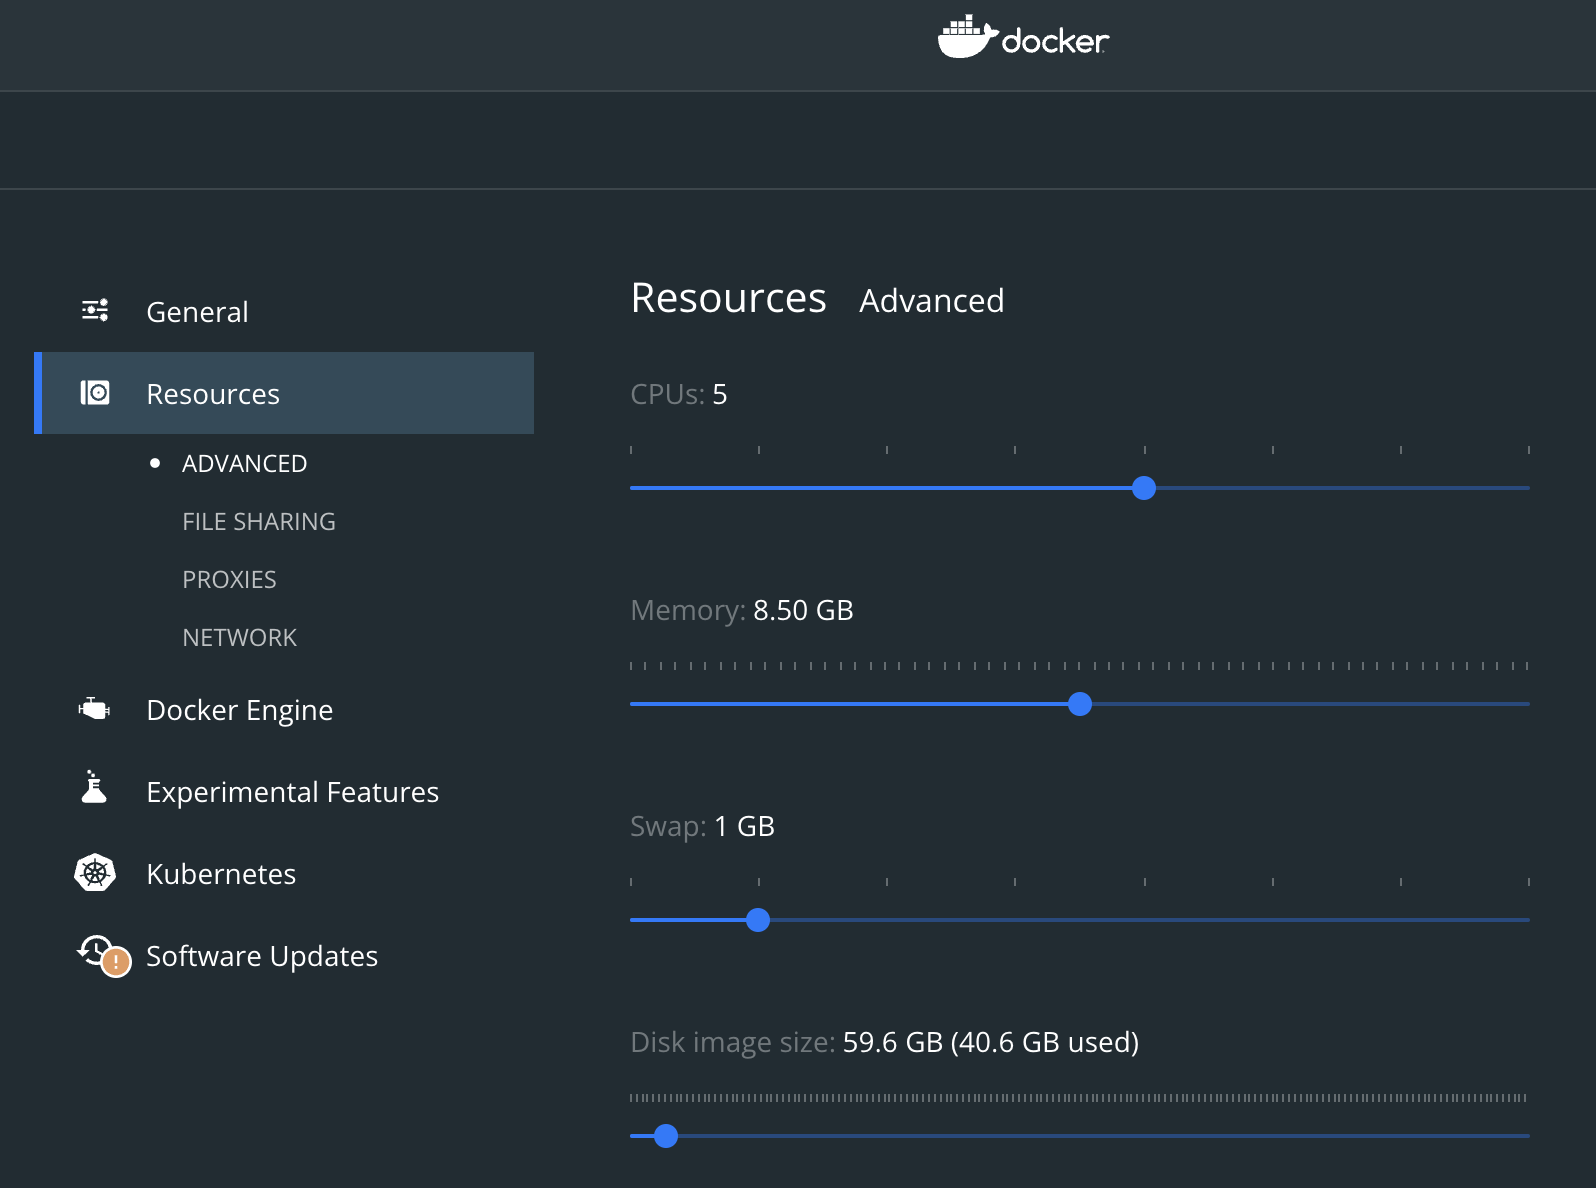 docker
General
Resources
ADVANCED
FILE SHARING
PROXIES
NETWORK
Docker Engine
Experimental Features
Kubernetes
! Software Updates
Resources Advanced
CPUs: 5
Memory: 8.50 GB
Swap: 1 GB
Disk image size: 59.6 GB (40.6 GB used)